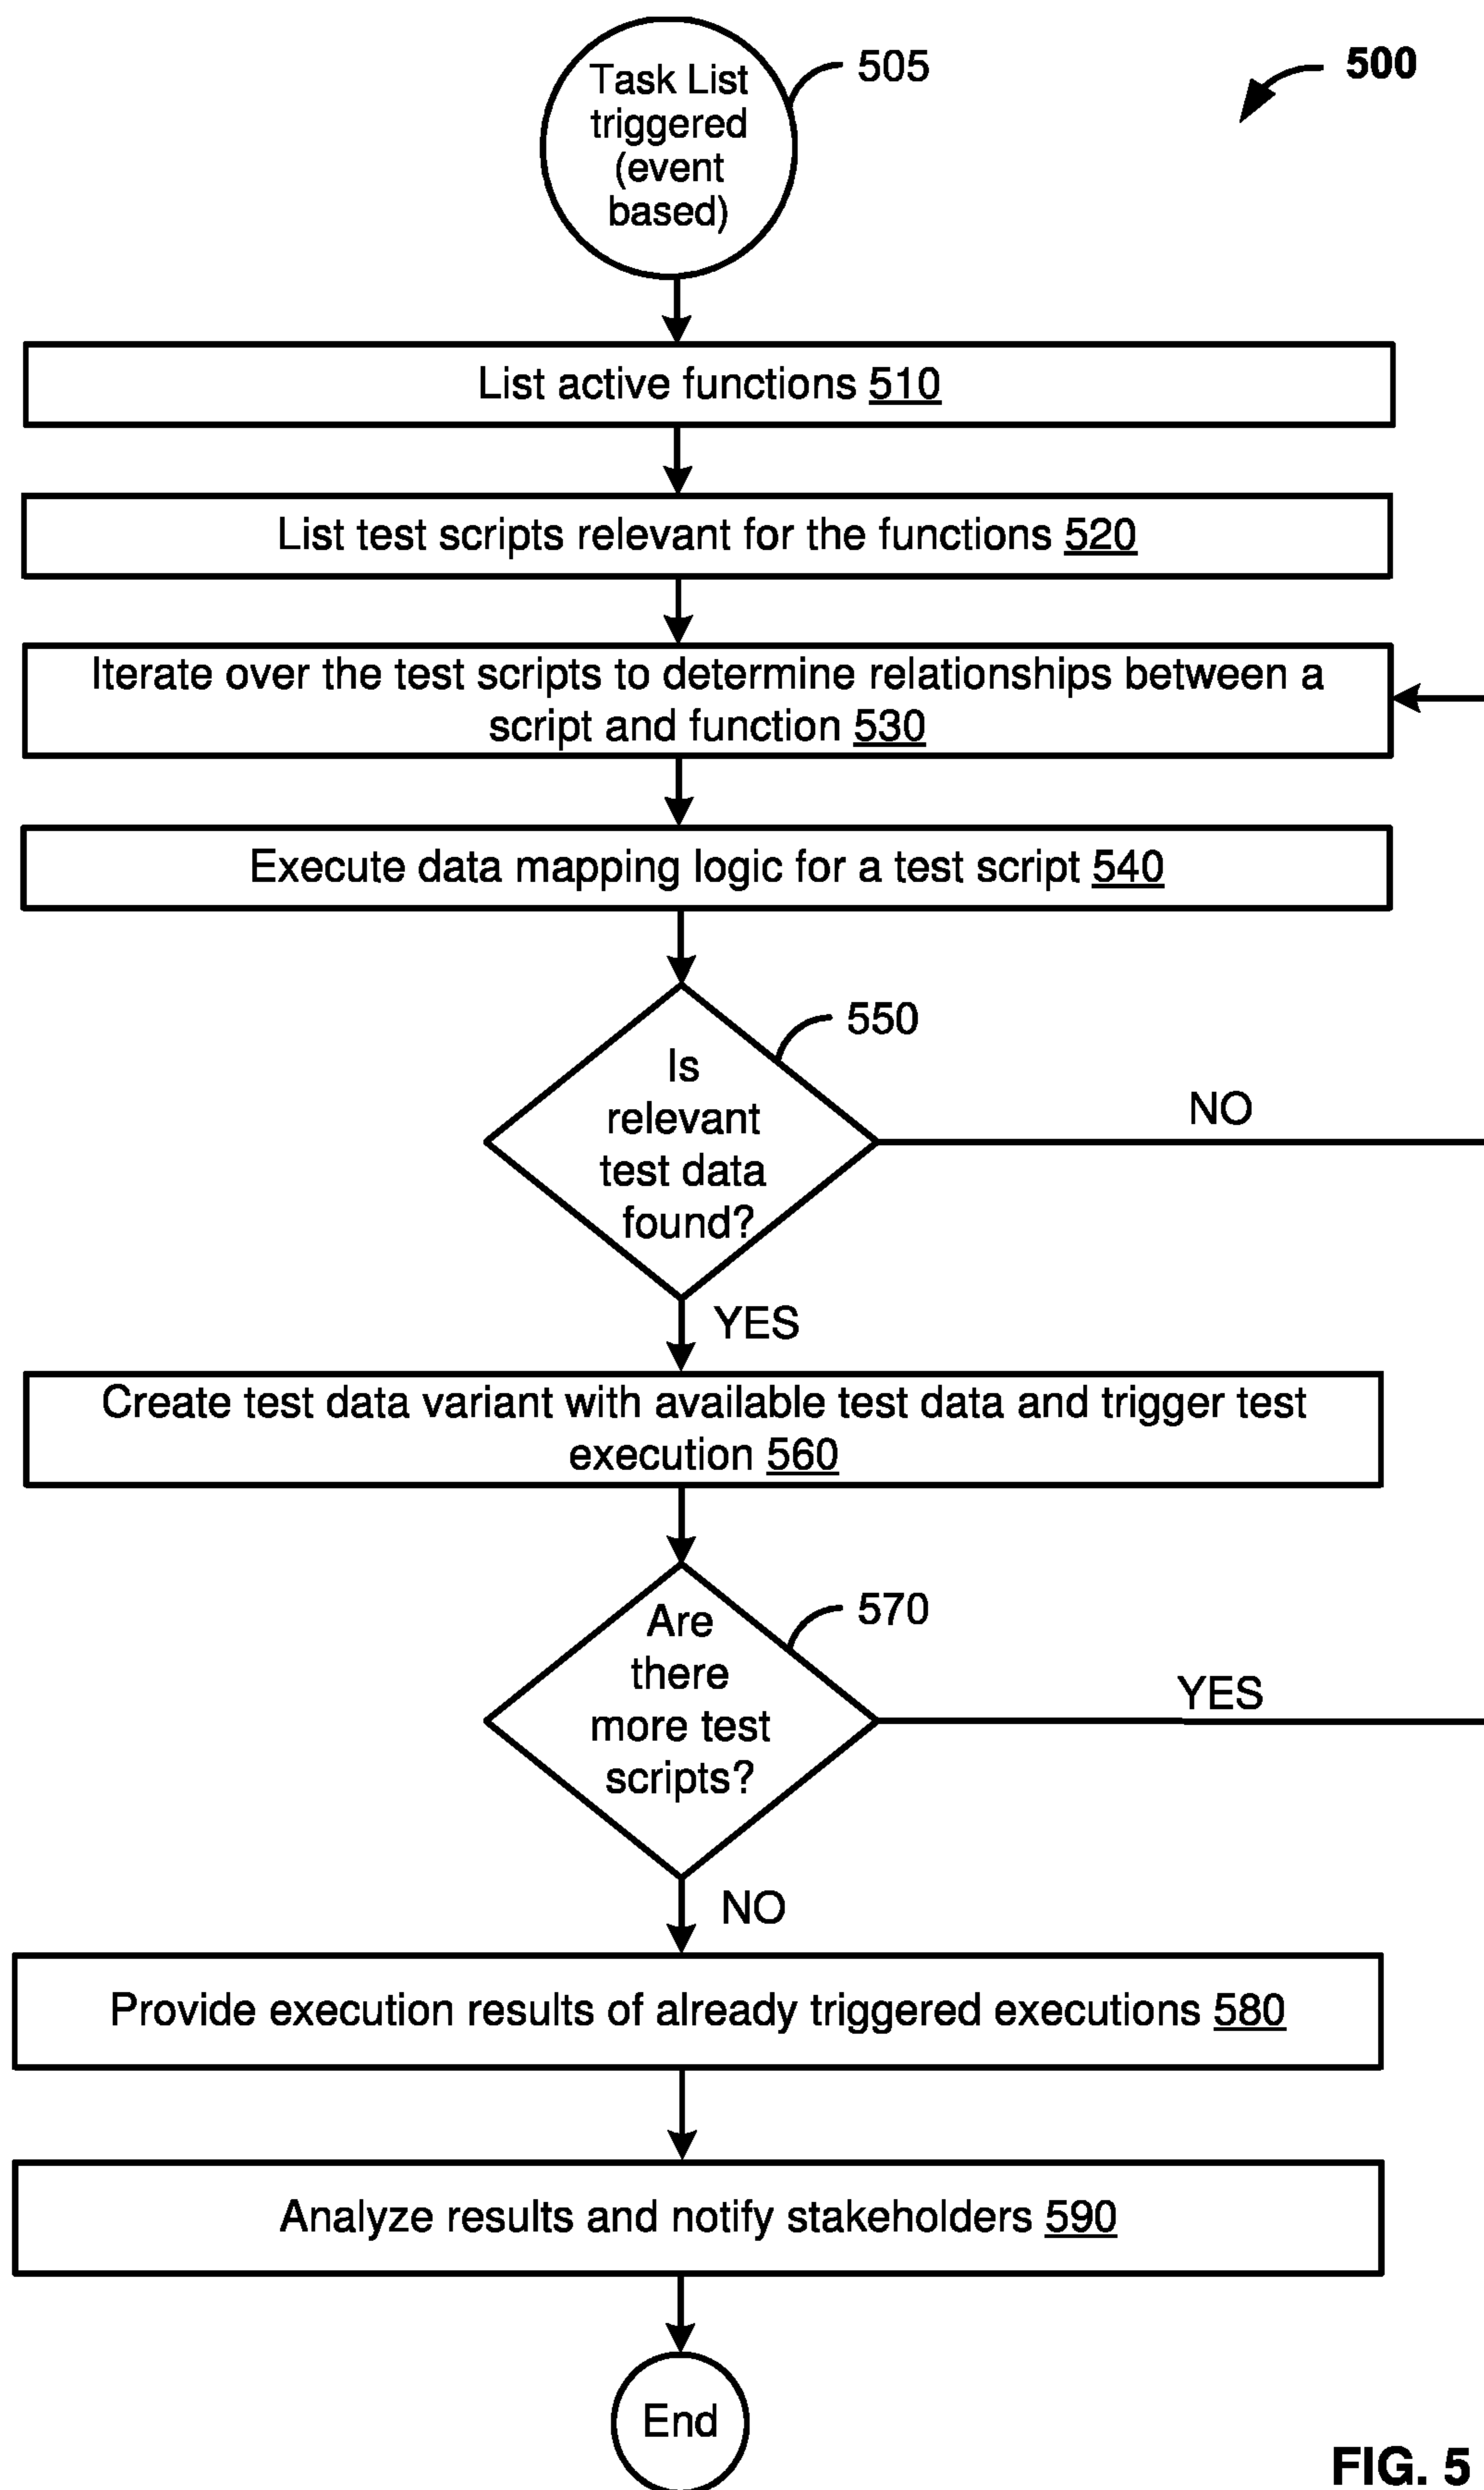 Task List
triggered
(event
based)
505
500
List active functions 510
List test scripts relevant for the functions 520
Iterate over the test scripts to determine relationships between a
script and function 530
Execute data mapping logic for a test script 540
550
Is
relevant
test data
found?
NO
YES
Create test data variant with available test data and trigger test
execution 560
570
Are
there
more test
scripts?
YES
NO
Provide execution results of already triggered executions 580
Analyze results and notify stakeholders 590
End
FIG. 5